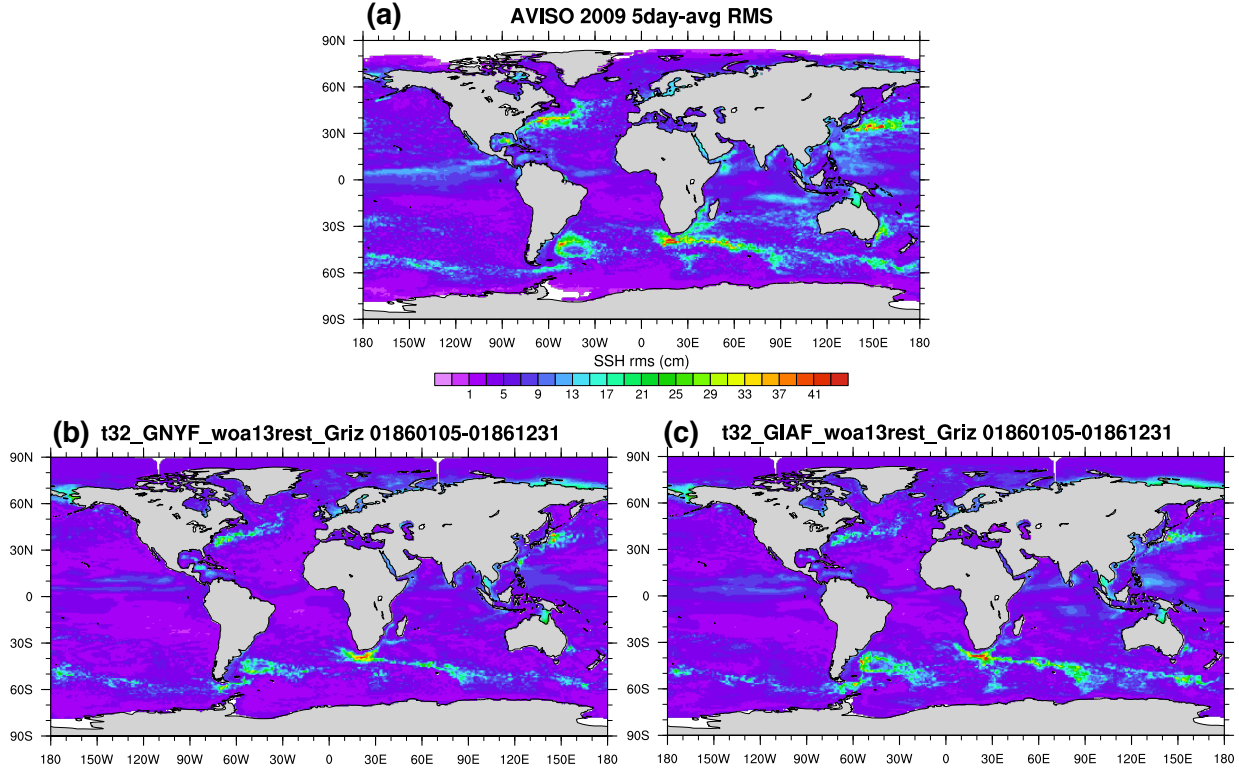 (a) AVISO 2009 5day-avg RMS
90N
60N
30N
0
30S
60S
90S
180 150W 120W 90W 60W 30W 0 30E 60E 90E 120E 150E 180
SSH rms (cm)
1 5 9 13 17 21 25 29 33 37 41
(b) t32_GNYF_woa13rest_Griz 01860105-01861231
90N
60N
30N
0
30S
60S
90S
180 150W 120W 90W 60W 30W 0 30E 60E 90E 120E 150E 180
(c) t32_GIAF_woa13rest_Griz 01860105-01861231
90N
60N
30N
0
30S
60S
90S
180 150W 120W 90W 60W 30W 0 30E 60E 90E 120E 150E 180